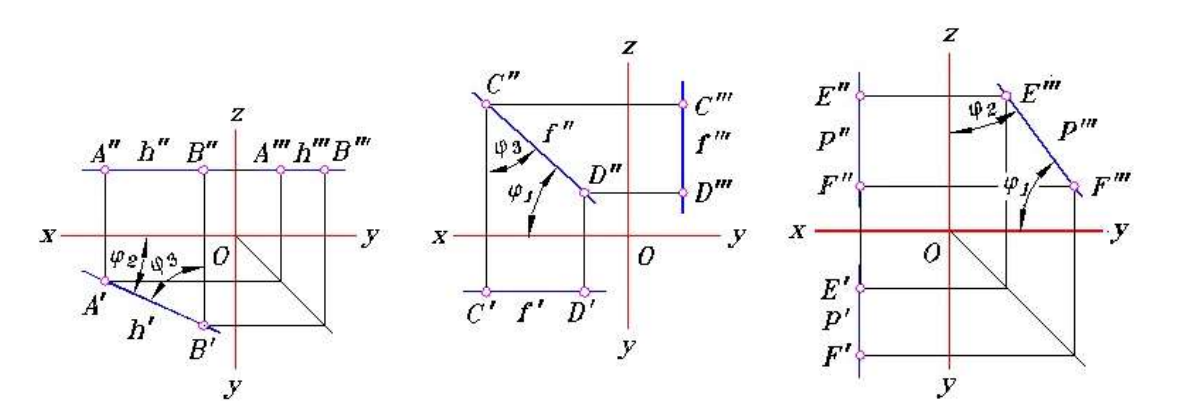 z
A″ h″ B″ A‴ h‴ B‴
x O y
φ2 φ3
A′
h′
B′
y
z
C″ C‴
f″ f‴
φ3
D″ D‴
φ1
x y
O
C′ f′ D′
y
z
E″ E‴
φ2
P″ P‴
F″ φ1 F‴
x y
O
E′
P′
F′
y